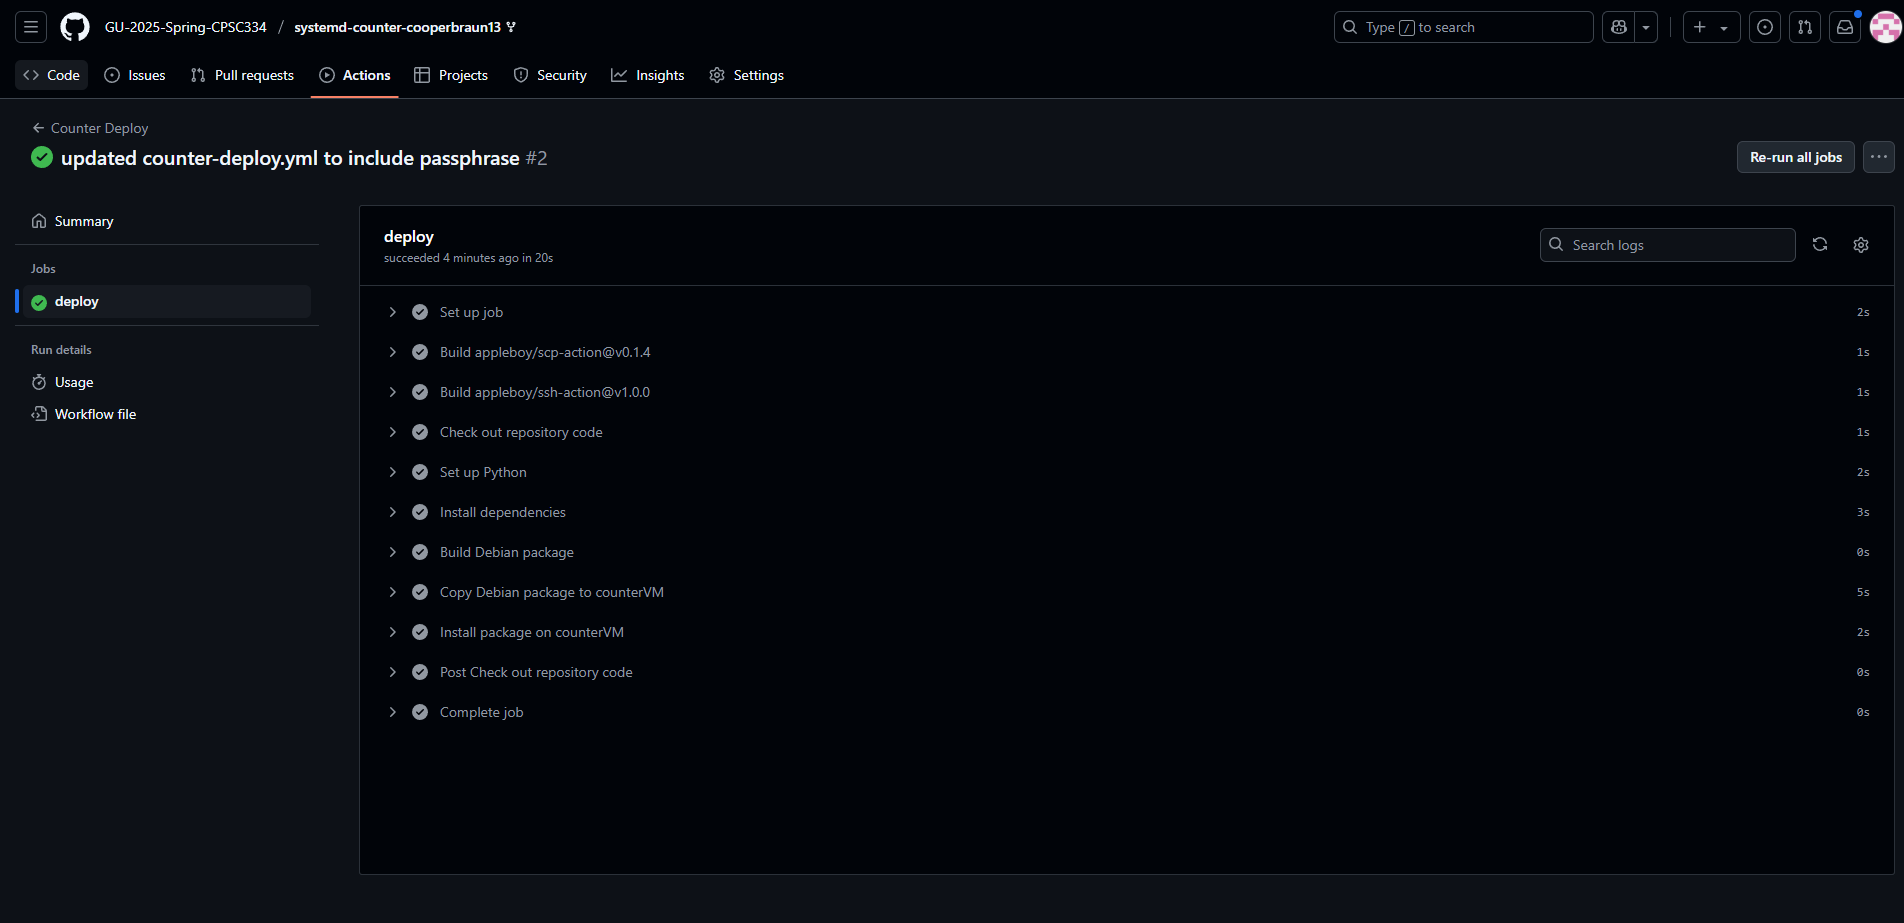 GU-2025-Spring-CPSC334 / systemd-counter-cooperbraun13
Type / to search
Code Issues Pull requests Actions Projects Security Insights Settings
Counter Deploy
updated counter-deploy.yml to include passphrase #2
Re-run all jobs
Summary
Jobs
deploy
Run details
Usage
Workflow file
deploy
succeeded 4 minutes ago in 20s
Search logs
Set up job 2s
Build appleboy/scp-action@v0.1.4 1s
Build appleboy/ssh-action@v1.0.0 1s
Check out repository code 1s
Set up Python 2s
Install dependencies 3s
Build Debian package 0s
Copy Debian package to counterVM 5s
Install package on counterVM 2s
Post Check out repository code 0s
Complete job 0s